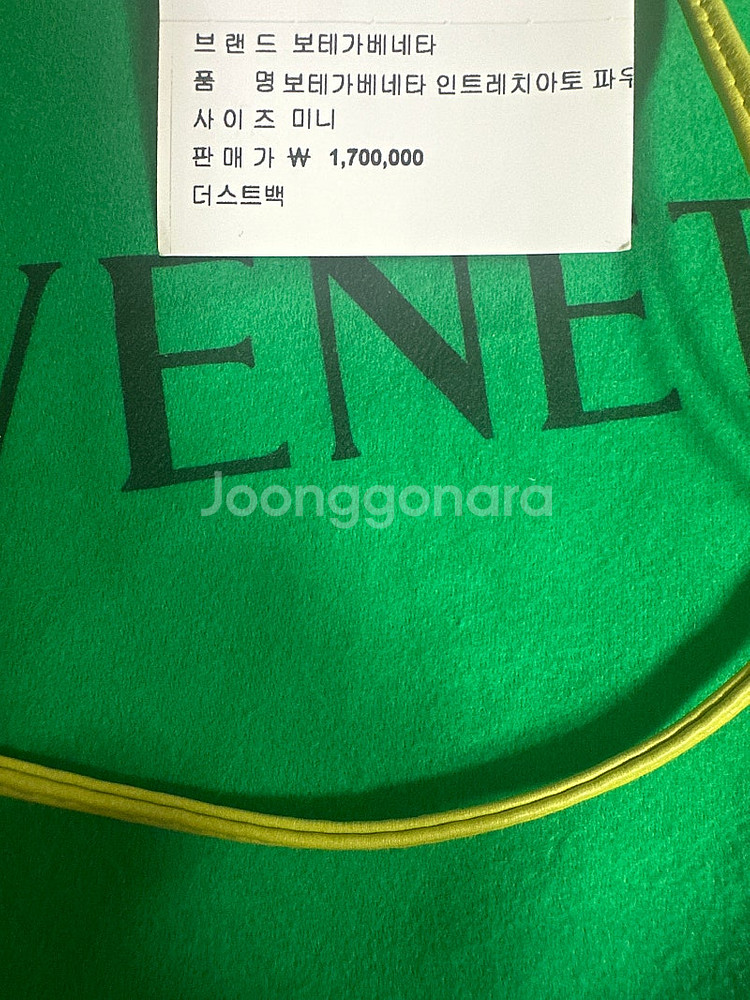 브랜드 보테가베네타
품 명 보테가베네타 인트레치아토 파우
사이즈 미니
판매가 ₩ 1,700,000
더스트백
VENET
Joonggonara